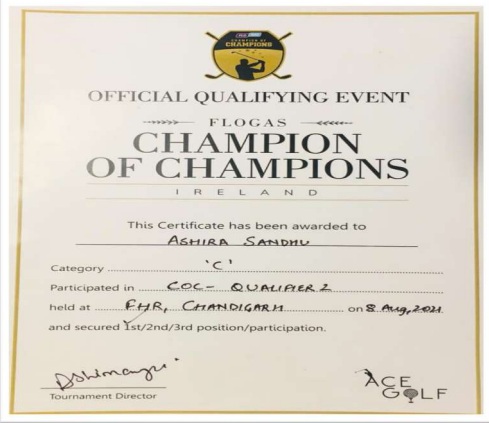 CHAMPION OF
CHAMPIONS
OFFICIAL QUALIFYING EVENT
FLOGAS
CHAMPION
OF CHAMPIONS
IRELAND
This Certificate has been awarded to
ASHIRA SANDHU
Category 'C'
Participated in COC- QUALIFIER 2
held at FHR, CHANDIGARH on 8 Aug, 2021
and secured 1st/2nd/3rd position/participation.
Tournament Director
ACE
GOLF